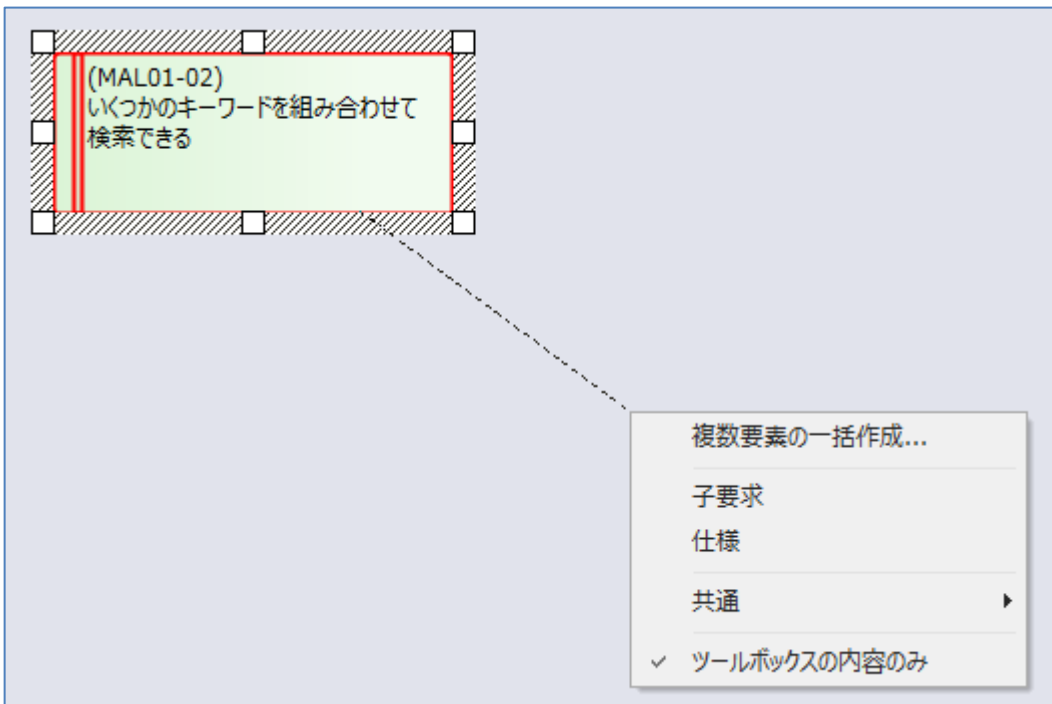 (MAL01-02)
いくつかのキーワードを組み合わせて
検索できる
複数要素の一括作成...
子要求
仕様
共通
ツールボックスの内容のみ